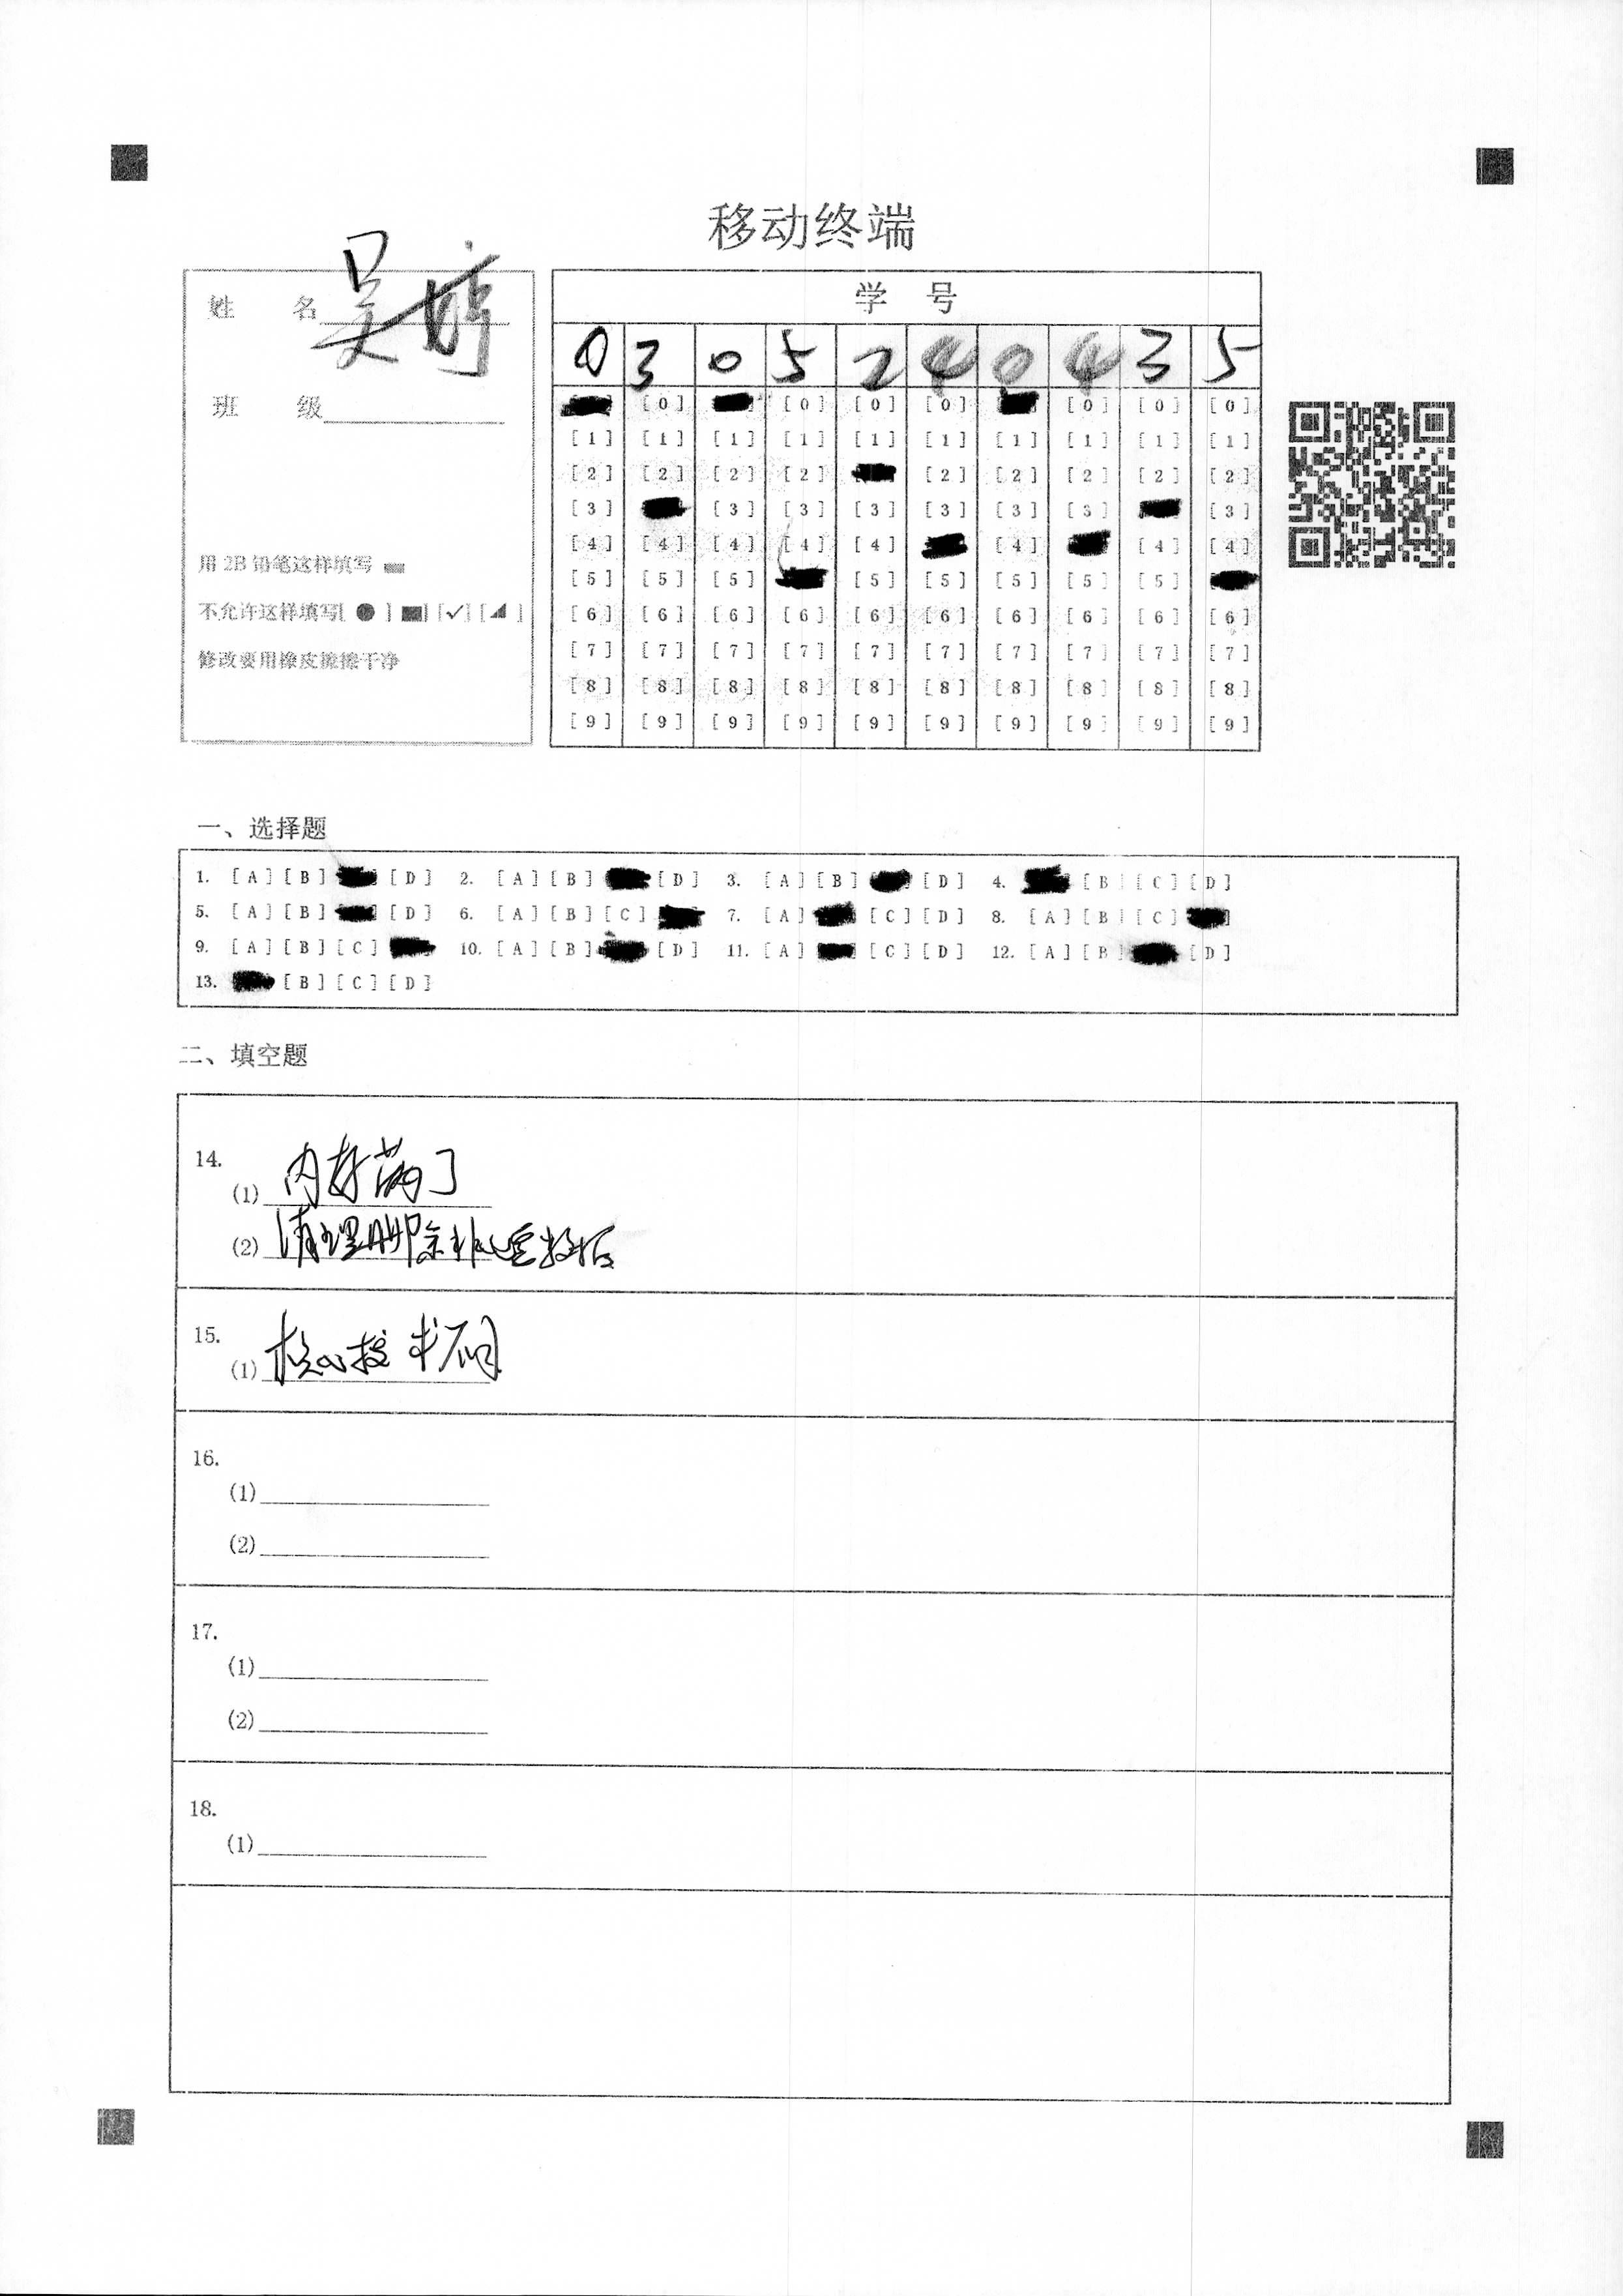 移动终端
姓 名 吴婷
班 级
用 2B 铅笔这样填写
不允许这样填写[ ● ] [ ■ ] [ ✓ ] [ ◢ ]
修改要用橡皮擦擦干净
学 号
0 3 0 5 2 4 0 4 3 5
[0] [0] [0] [0] [0] [0] [0]
[1] [1] [1] [1] [1] [1] [1] [1] [1] [1]
[2] [2] [2] [2] [2] [2] [2] [2] [2]
[3] [3] [3] [3] [3] [3] [3] [3]
[4] [4] [4] [4] [4] [4] [4] [4]
[5] [5] [5] [5] [5] [5] [5] [5]
[6] [6] [6] [6] [6] [6] [6] [6] [6] [6]
[7] [7] [7] [7] [7] [7] [7] [7] [7] [7]
[8] [8] [8] [8] [8] [8] [8] [8] [8] [8]
[9] [9] [9] [9] [9] [9] [9] [9] [9] [9]
一、选择题
1. [A] [B] [D] 2. [A] [B] [D] 3. [A] [B] [D] 4. [B] [C] [D]
5. [A] [B] [D] 6. [A] [B] [C] 7. [A] [C] [D] 8. [A] [B] [C]
9. [A] [B] [C] 10. [A] [B] [D] 11. [A] [C] [D] 12. [A] [B] [D]
13. [B] [C] [D]
二、填空题
14.
(1) 内存满了
(2) 清理删除非必要数据
15.
(1) 核心技术不同
16.
(1)
(2)
17.
(1)
(2)
18.
(1)